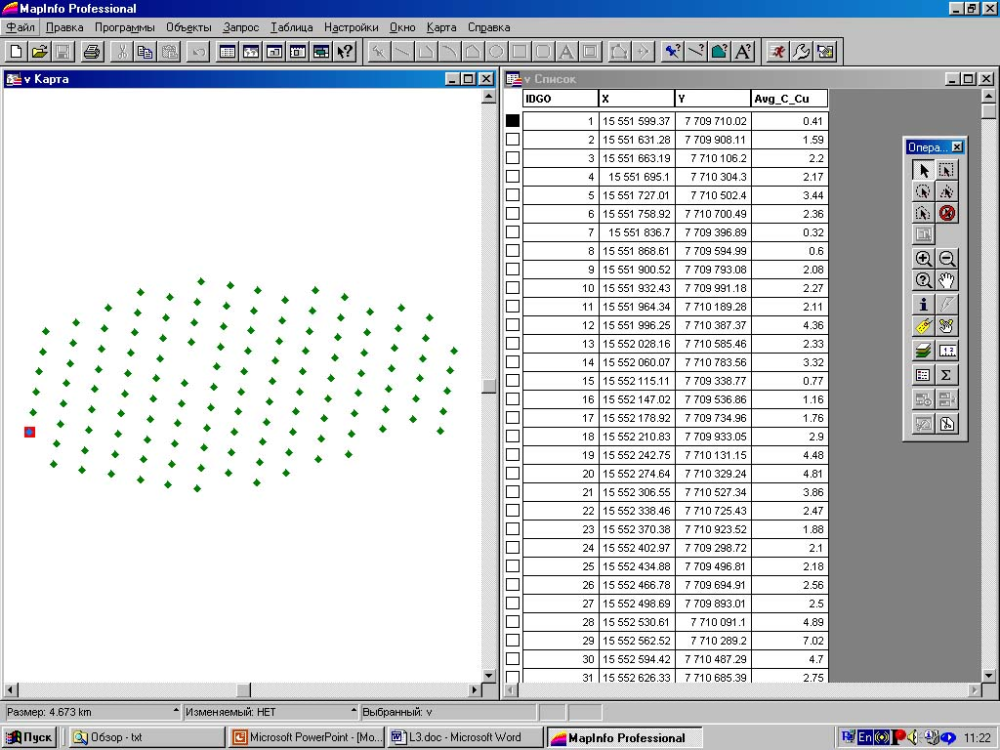 MapInfo Professional
Файл Правка Программы Объекты Запрос Таблица Настройки Окно Карта Справка
v Карта
v Список
IDGO X Y Avg_C_Cu
1 15 551 599.37 7 709 710.02 0.41
2 15 551 631.28 7 709 908.11 1.59
3 15 551 663.19 7 710 106.2 2.2
4 15 551 695.1 7 710 304.3 2.17
5 15 551 727.01 7 710 502.4 3.44
6 15 551 758.92 7 710 700.49 2.36
7 15 551 836.7 7 709 396.89 0.32
8 15 551 868.61 7 709 594.99 0.6
9 15 551 900.52 7 709 793.08 2.08
10 15 551 932.43 7 709 991.18 2.27
11 15 551 964.34 7 710 189.28 2.11
12 15 551 996.25 7 710 387.37 4.36
13 15 552 028.16 7 710 585.46 2.33
14 15 552 060.07 7 710 783.56 3.32
15 15 552 115.11 7 709 338.77 0.77
16 15 552 147.02 7 709 536.86 1.16
17 15 552 178.92 7 709 734.96 1.76
18 15 552 210.83 7 709 933.05 2.9
19 15 552 242.75 7 710 131.15 4.48
20 15 552 274.64 7 710 329.24 4.81
21 15 552 306.55 7 710 527.34 3.86
22 15 552 338.46 7 710 725.43 2.47
23 15 552 370.38 7 710 923.52 1.88
24 15 552 402.97 7 709 298.72 2.1
25 15 552 434.88 7 709 496.81 2.18
26 15 552 466.78 7 709 694.91 2.56
27 15 552 498.69 7 709 893.01 2.5
28 15 552 530.61 7 710 091.1 4.89
29 15 552 562.52 7 710 289.2 7.02
30 15 552 594.42 7 710 487.29 4.7
31 15 552 626.33 7 710 685.39 2.75
Опера...
Размер: 4.673 km Изменяемый: НЕТ Выбранный: v
Пуск Обзор - txt Microsoft PowerPoint - [Mo... L3.doc - Microsoft Word MapInfo Professional En 11:22